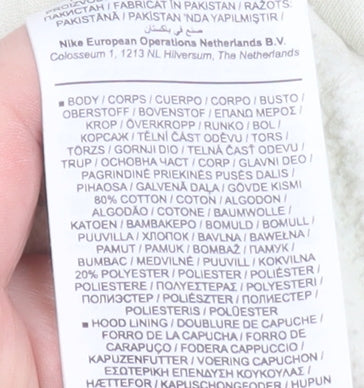 PROIZVOD
ΠАКИСТАН / FABRICAT ÎN PAKISTAN / RAŽOTS:
PAKISTĀNA / PAKISTAN 'NDA YAPILMIŞTIR /
صنع في باكستان
Nike European Operations Netherlands B.V.
Colosseum 1, 1213 NL Hilversum, The Netherlands
■ BODY / CORPS / CUERPO / CORPO / BUSTO /
OBERSTOFF / BOVENSTOF / ΕΠΑΝΩ ΜΕΡΟΣ /
KROP / ÖVERKROPP / RUNKO / BOL /
КОРСАЖ / TĚLNÍ ČÁST ODĚVU / TORS /
TÖRZS / GORNJI DIO / TELNÁ ČASŤ ODEVU /
TRUP / ОСНОВНА ЧАСТ / CORP / GLAVNI DEO /
PAGRINDINĖ PRIEKINĖS PUSĖS DALIS /
PIHAOSA / GALVENĀ DAĻA / GÖVDE KISMI
80% COTTON / COTON / ALGODON /
ALGODÃO / COTONE / BAUMWOLLE /
KATOEN / ΒΑΜΒΑΚΕΡΟ / BOMULD / BOMULL /
PUUVILLA / ХЛОПОК / BAVLNA / BAWEŁNA /
PAMUT / PAMUK / BOMBAŽ / ПАМУК /
BUMBAC / MEDVILNĖ / PUUVILL / KOKVILNA
20% POLYESTER / POLIESTER / POLIÉSTER /
POLIESTERE / ΠΟΛΥΕΣΤΕΡΑΣ / POLYESTERI /
ПОЛИЭСТЕР / POLIÉSZTER / ПОЛИЕСТЕР /
POLIESTERIS / POLÜESTER
■ HOOD LINING / DOUBLURE DE CAPUCHE /
FORRO DE LA CAPUCHA / FORRO DE
CARAPUÇO / FODERA CAPPUCCIO /
KAPUZENFUTTER / VOERING CAPUCHON /
ΕΣΩΤΕΡΙΚΗ ΕΠΕΝΔΥΣΗ ΚΟΥΚΟΥΛΑΣ /
HÆTTEFOR / KAPUSCHONGFODER / HUPUN